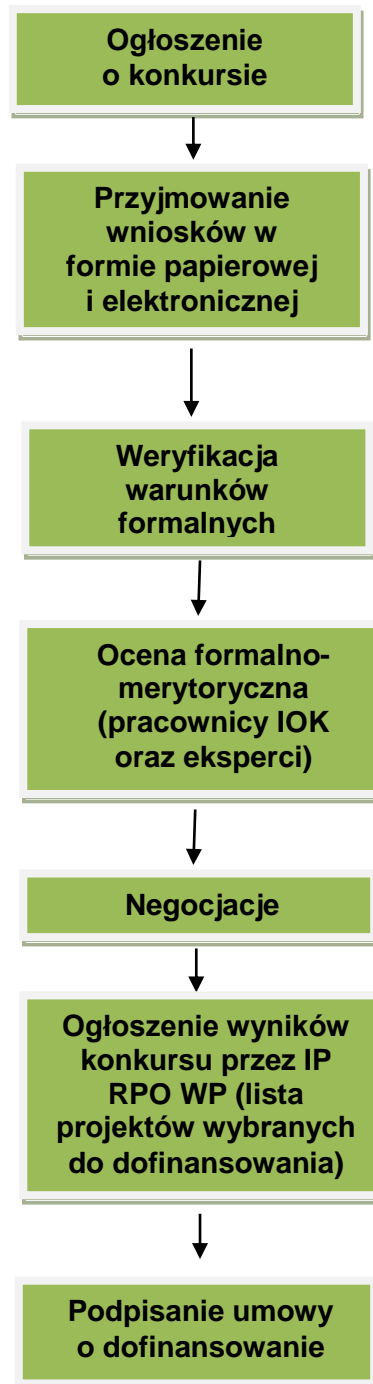 Ogłoszenie
o konkursie
Przyjmowanie
wniosków w
formie papierowej
i elektronicznej
Weryfikacja
warunków
formalnych
Ocena formalno-
merytoryczna
(pracownicy IOK
oraz eksperci)
Negocjacje
Ogłoszenie wyników
konkursu przez IP
RPO WP (lista
projektów wybranych
do dofinansowania)
Podpisanie umowy
o dofinansowanie